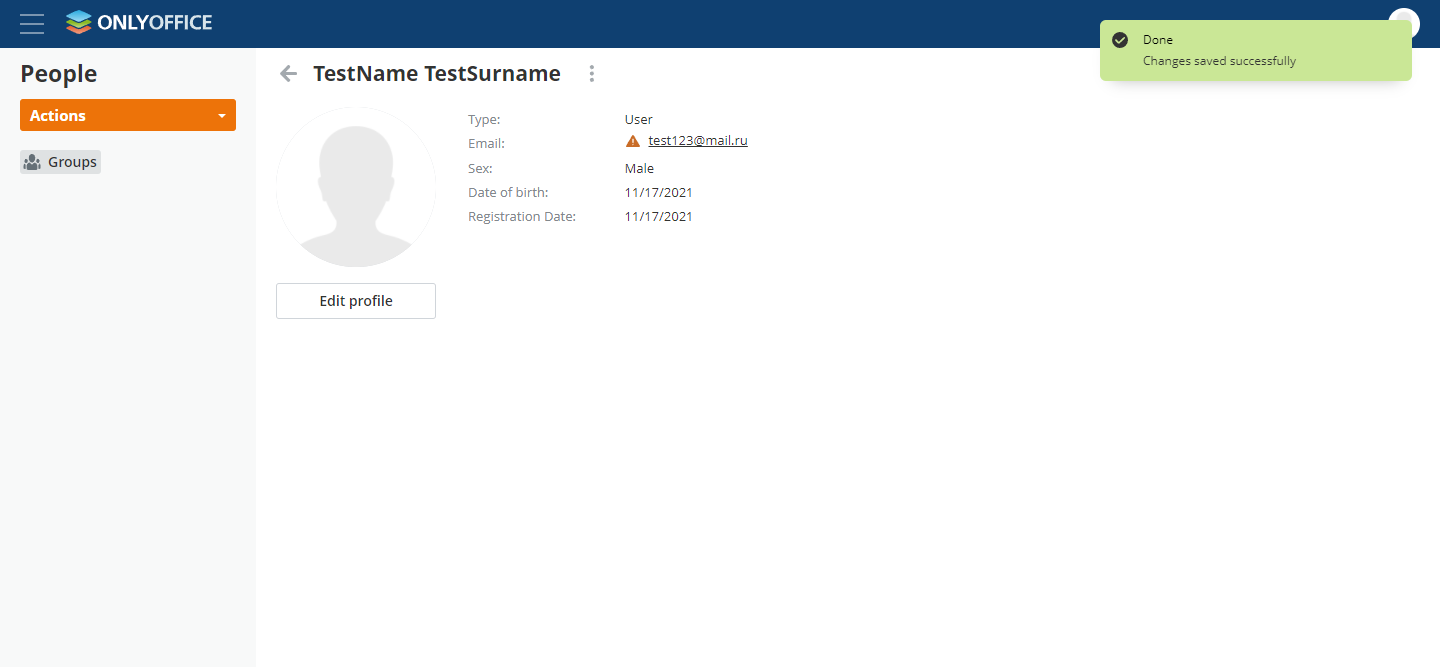 ONLYOFFICE
Done
Changes saved successfully
People
TestName TestSurname
Actions
Groups
Type: User
Email: test123@mail.ru
Sex: Male
Date of birth: 11/17/2021
Registration Date: 11/17/2021
Edit profile